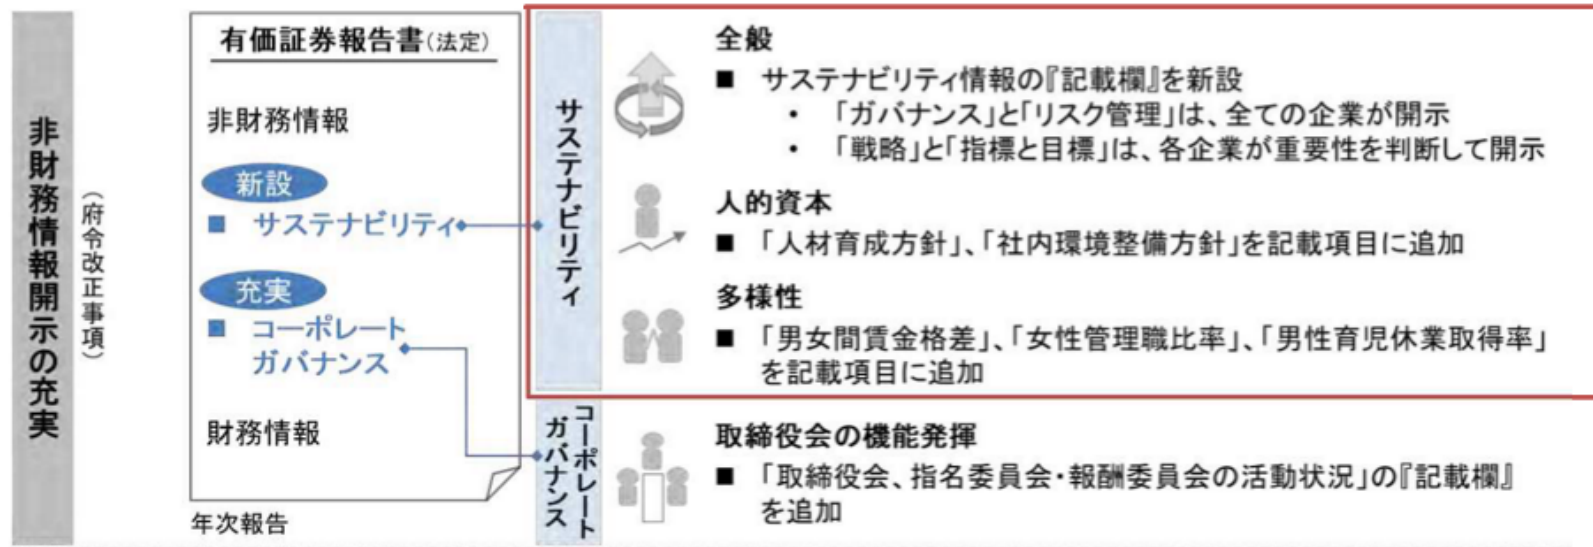 非財務情報開示の充実
（府令改正事項）
有価証券報告書(法定)
非財務情報
新設
■ サステナビリティ
充実
■ コーポレート
ガバナンス
財務情報
年次報告
サステナビリティ
全般
■ サステナビリティ情報の『記載欄』を新設
・ 「ガバナンス」と「リスク管理」は、全ての企業が開示
・ 「戦略」と「指標と目標」は、各企業が重要性を判断して開示
人的資本
■ 「人材育成方針」、「社内環境整備方針」を記載項目に追加
多様性
■ 「男女間賃金格差」、「女性管理職比率」、「男性育児休業取得率」
を記載項目に追加
コーポレート
ガバナンス
取締役会の機能発揮
■ 「取締役会、指名委員会・報酬委員会の活動状況」の『記載欄』
を追加